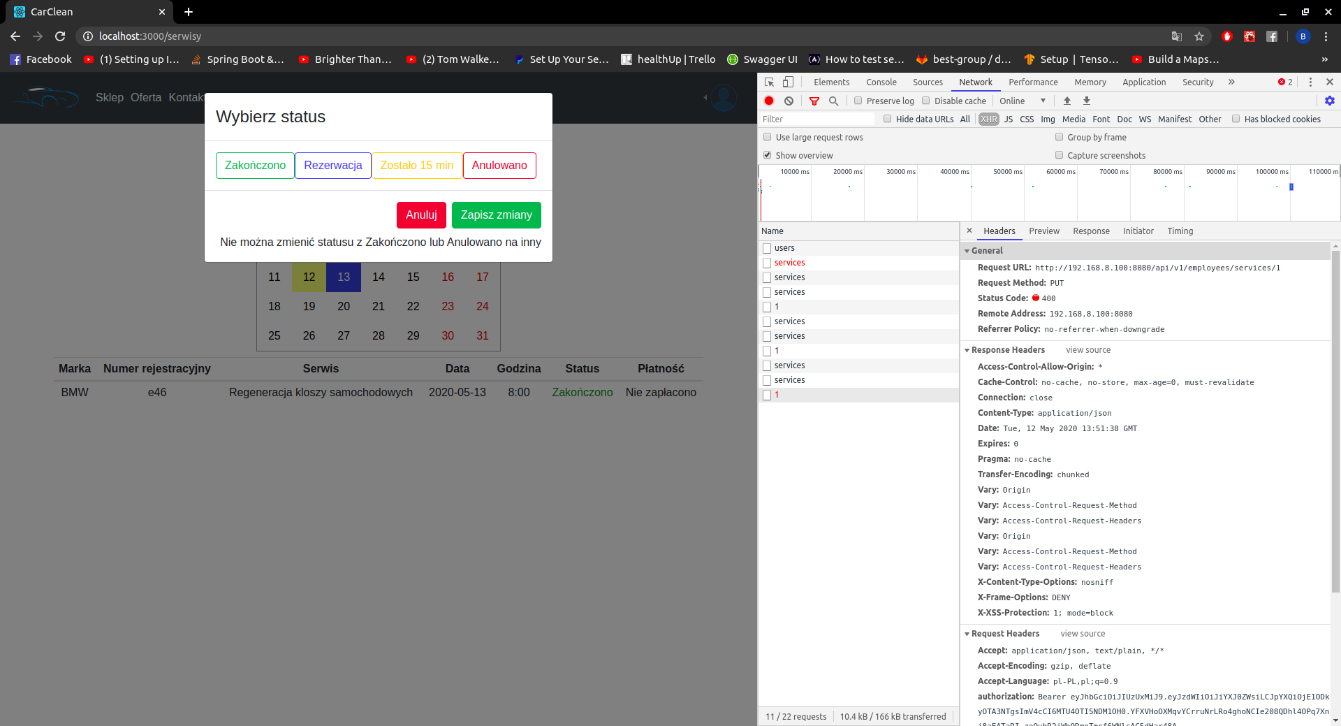 CarClean
localhost:3000/serwisy
Facebook (1) Setting up I... Spring Boot &... Brighter Than... (2) Tom Walke... Set Up Your Se... healthUp | Trello Swagger UI How to test se... best-group / d... Setup | Tenso... Build a Maps... »
Sklep Oferta Kontak
Wybierz status
Zakończono Rezerwacja Zostało 15 min Anulowano
Anuluj Zapisz zmiany
Nie można zmienić statusu z Zakończono lub Anulowano na inny
11 12 13 14 15 16 17
18 19 20 21 22 23 24
25 26 27 28 29 30 31
Marka Numer rejestracyjny Serwis Data Godzina Status Płatność
BMW e46 Regeneracja kloszy samochodowych 2020-05-13 8:00 Zakończono Nie zapłacono
Elements Console Sources Network Performance Memory Application Security » 2
Preserve log Disable cache Online
Filter Hide data URLs All XHR JS CSS Img Media Font Doc WS Manifest Other Has blocked cookies
Use large request rows Group by frame
Show overview Capture screenshots
10000 ms 20000 ms 30000 ms 40000 ms 50000 ms 60000 ms 70000 ms 80000 ms 90000 ms 100000 ms 110000 ms
Name
users
services
services
services
1
services
services
1
services
services
1
11 / 22 requests 10.4 kB / 166 kB transferred
Headers Preview Response Initiator Timing
General
Request URL: http://192.168.8.100:8080/api/v1/employees/services/1
Request Method: PUT
Status Code: 400
Remote Address: 192.168.8.100:8080
Referrer Policy: no-referrer-when-downgrade
Response Headers view source
Access-Control-Allow-Origin: *
Cache-Control: no-cache, no-store, max-age=0, must-revalidate
Connection: close
Content-Type: application/json
Date: Tue, 12 May 2020 13:51:38 GMT
Expires: 0
Pragma: no-cache
Transfer-Encoding: chunked
Vary: Origin
Vary: Access-Control-Request-Method
Vary: Access-Control-Request-Headers
Vary: Origin
Vary: Access-Control-Request-Method
Vary: Access-Control-Request-Headers
X-Content-Type-Options: nosniff
X-Frame-Options: DENY
X-XSS-Protection: 1; mode=block
Request Headers view source
Accept: application/json, text/plain, */*
Accept-Encoding: gzip, deflate
Accept-Language: pl-PL,pl;q=0.9
authorization: Bearer